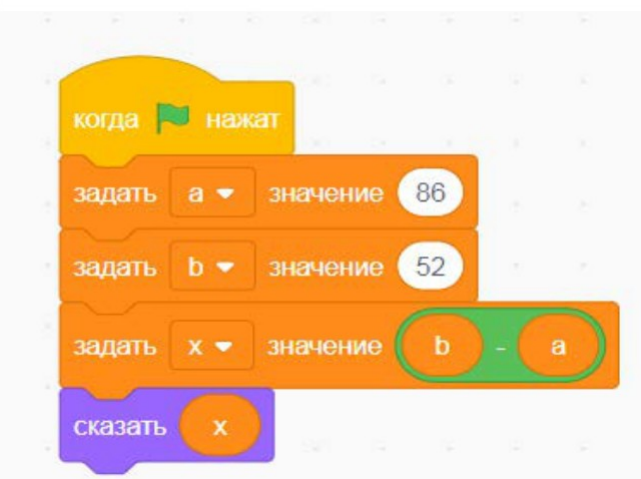 когда нажат
задать a значение 86
задать b значение 52
задать x значение b - a
сказать x